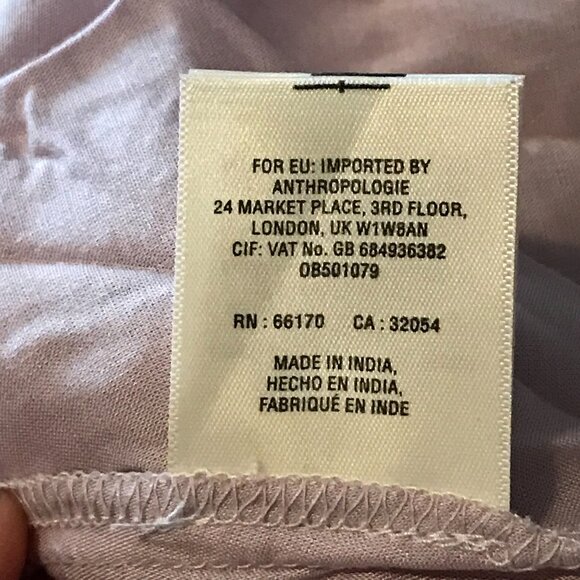 FOR EU: IMPORTED BY
ANTHROPOLOGIE
24 MARKET PLACE, 3RD FLOOR,
LONDON, UK W1W8AN
CIF: VAT No. GB 684936382
OB501079
RN : 66170 CA : 32054
MADE IN INDIA,
HECHO EN INDIA,
FABRIQUÉ EN INDE